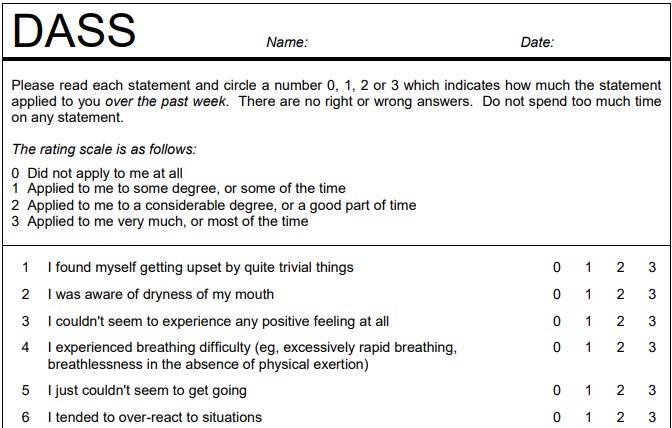 DASS Name: Date:
Please read each statement and circle a number 0, 1, 2 or 3 which indicates how much the statement
applied to you over the past week. There are no right or wrong answers. Do not spend too much time
on any statement.
The rating scale is as follows:
0 Did not apply to me at all
1 Applied to me to some degree, or some of the time
2 Applied to me to a considerable degree, or a good part of time
3 Applied to me very much, or most of the time
1 I found myself getting upset by quite trivial things 0 1 2 3
2 I was aware of dryness of my mouth 0 1 2 3
3 I couldn't seem to experience any positive feeling at all 0 1 2 3
4 I experienced breathing difficulty (eg, excessively rapid breathing, 0 1 2 3
breathlessness in the absence of physical exertion)
5 I just couldn't seem to get going 0 1 2 3
6 I tended to over-react to situations 0 1 2 3